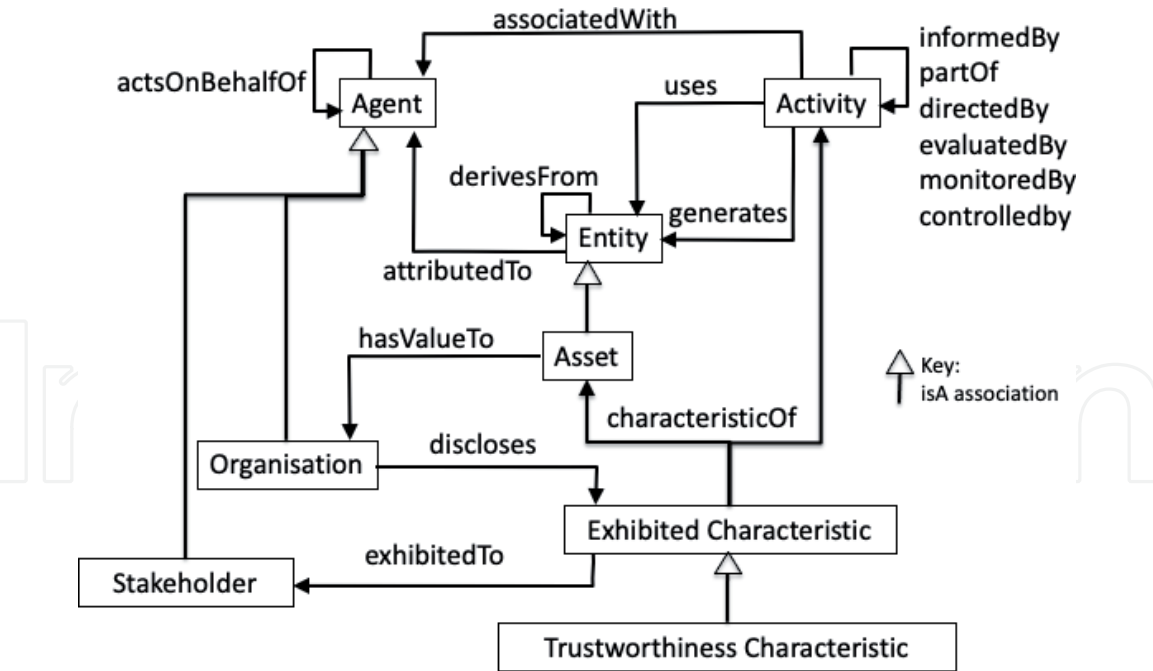 associatedWith
informedBy
partOf
actsOnBehalfOf
uses
Agent
Activity
directedBy
evaluatedBy
derivesFrom
monitoredBy
generates
controlledby
Entity
attributedTo
hasValueTo
Asset
Key:
isA association
characteristicOf
discloses
Organisation
Exhibited Characteristic
exhibitedTo
Stakeholder
Trustworthiness Characteristic